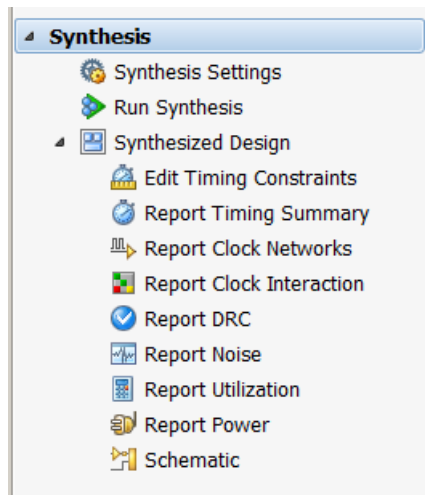 Synthesis
Synthesis Settings
Run Synthesis
Synthesized Design
Edit Timing Constraints
Report Timing Summary
Report Clock Networks
Report Clock Interaction
Report DRC
Report Noise
Report Utilization
Report Power
Schematic